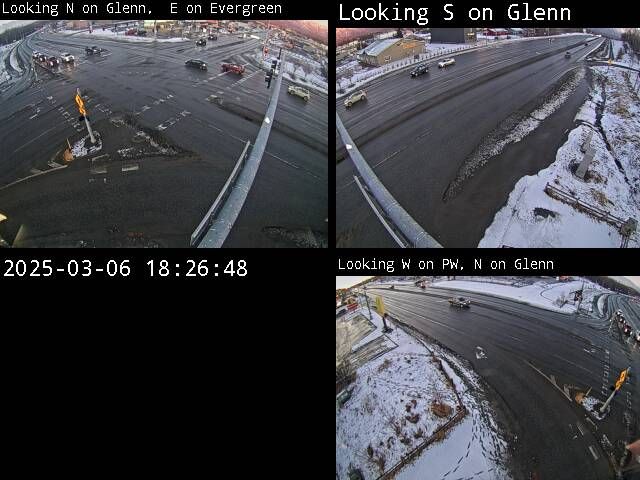 Looking N on Glenn, E on Evergreen
Looking S on Glenn
2025-03-06 18:26:48
Looking W on PW, N on Glenn